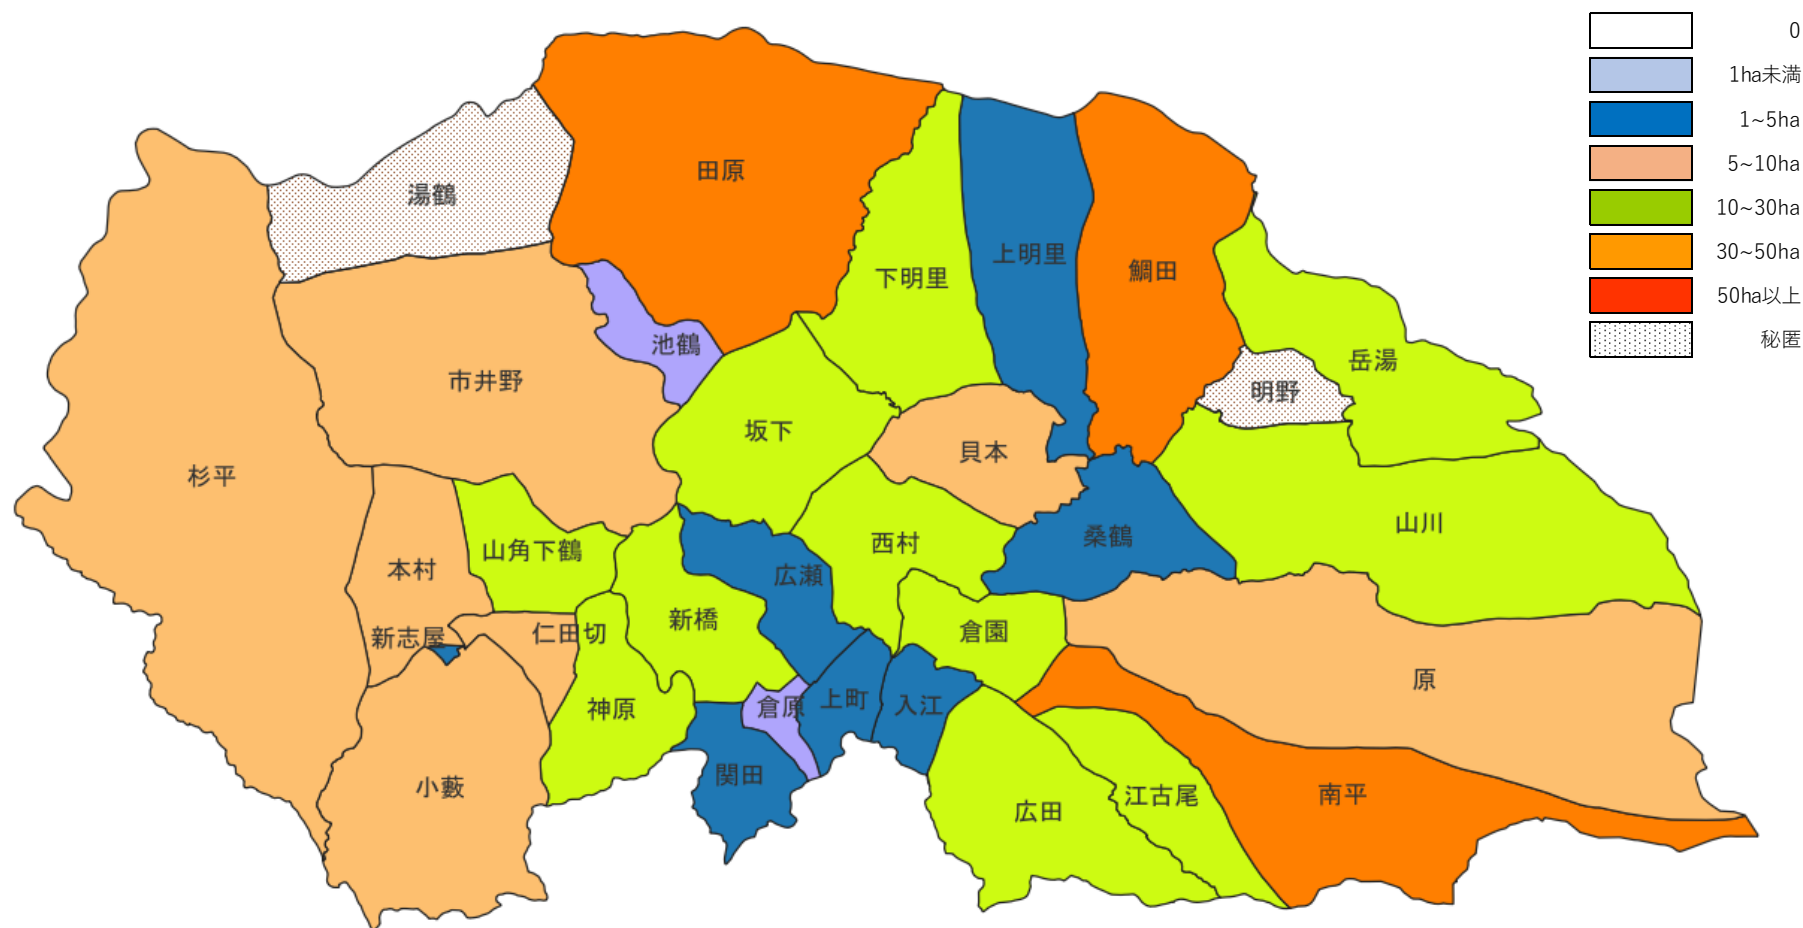 0
1ha未満
1~5ha
5~10ha
10~30ha
30~50ha
50ha以上
秘匿
田原
湯鶴
上明里
鯛田
下明里
池鶴
岳湯
市井野
明野
坂下
貝本
杉平
山川
桑鶴
西村
山角下鶴
本村
広瀬
新橋
倉園
仁田切
新志屋
原
上町
入江
倉原
神原
関田
小藪
南平
江古尾
広田